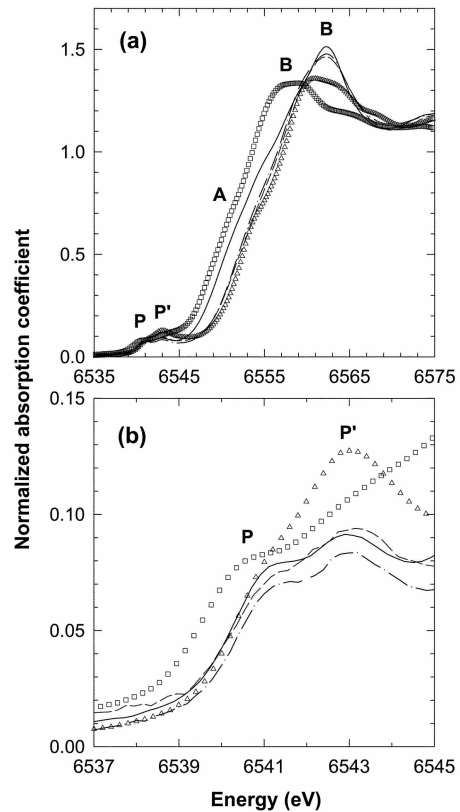 (a)
B
B
A
P
P'
1.5
1.0
0.5
0.0
6535
6545
6555
6565
6575
Normalized absorption coefficient
(b)
P'
P
0.15
0.10
0.05
0.00
6537
6539
6541
6543
6545
Energy (eV)